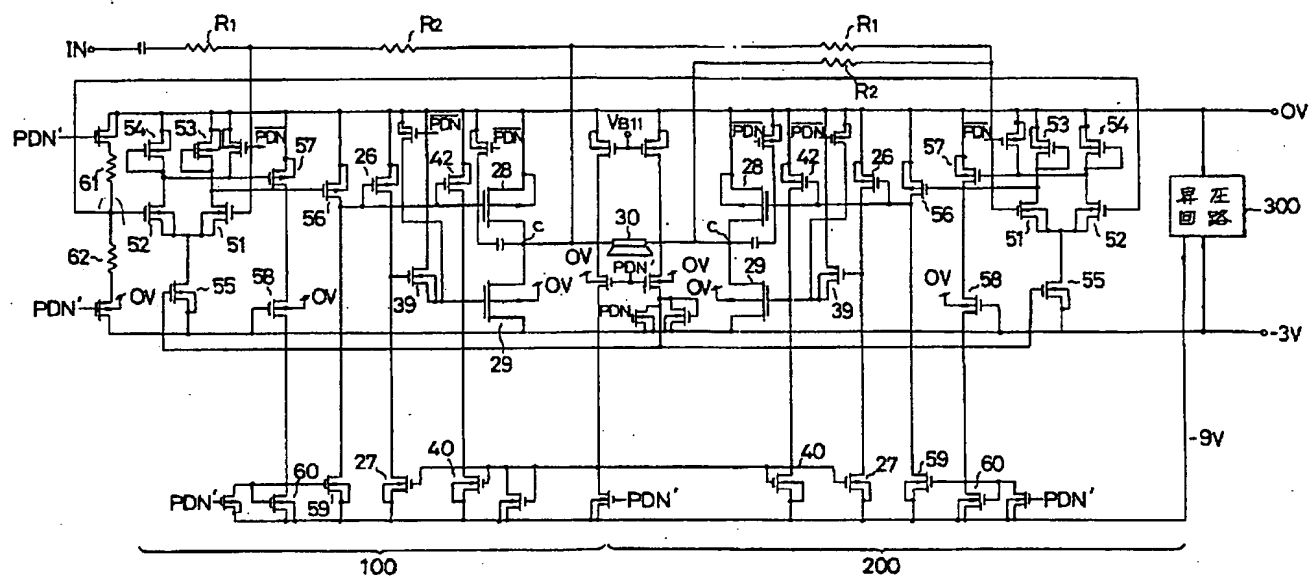 R1
R2
R1
IN
R2
0V
PDN'
54
53
PDN
57
26
PDN
42
PDN
28
VB11
PDN
28
PDN
42
26
57
PDN
53
54
61
56
56
昇圧
回路
300
52
51
C
30
C
51
52
62
0V
PDN'
0V
58
0V
55
39
0V
29
0V
39
0V
58
55
PDN'
0V
PDN
-3V
29
-9V
60
59
27
40
40
27
59
60
PDN'
PDN'
PDN'
100
200